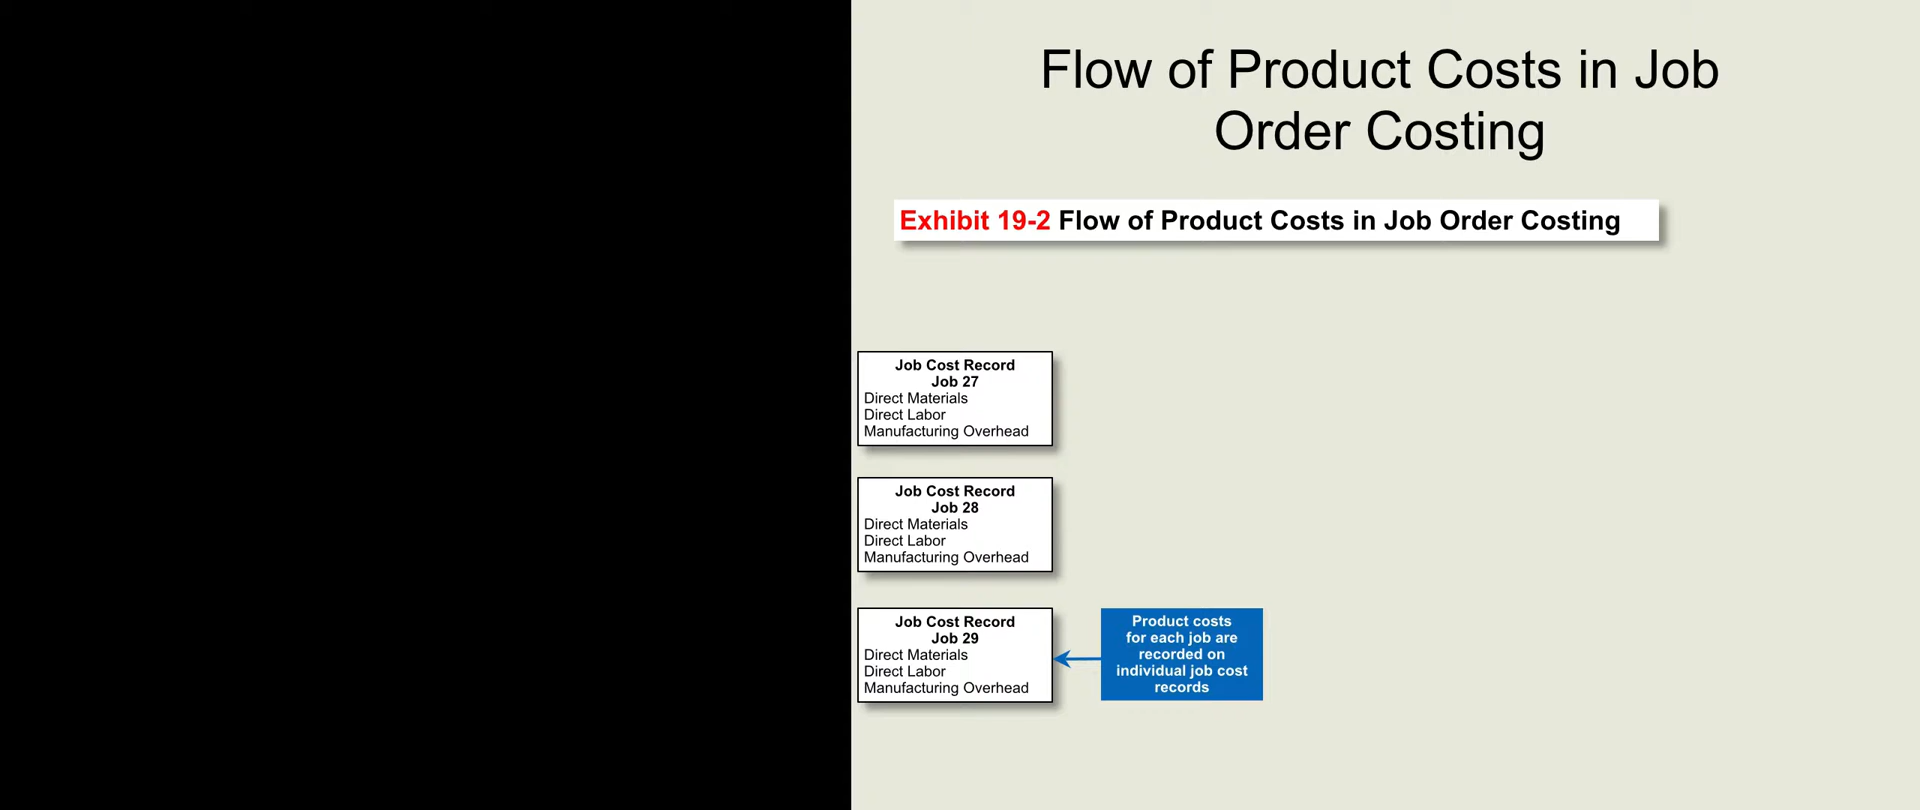 Flow of Product Costs in Job
Order Costing
Exhibit 19-2 Flow of Product Costs in Job Order Costing
Job Cost Record
Job 27
Direct Materials
Direct Labor
Manufacturing Overhead
Job Cost Record
Job 28
Direct Materials
Direct Labor
Manufacturing Overhead
Job Cost Record
Job 29
Direct Materials
Direct Labor
Manufacturing Overhead
Product costs
for each job are
recorded on
individual job cost
records